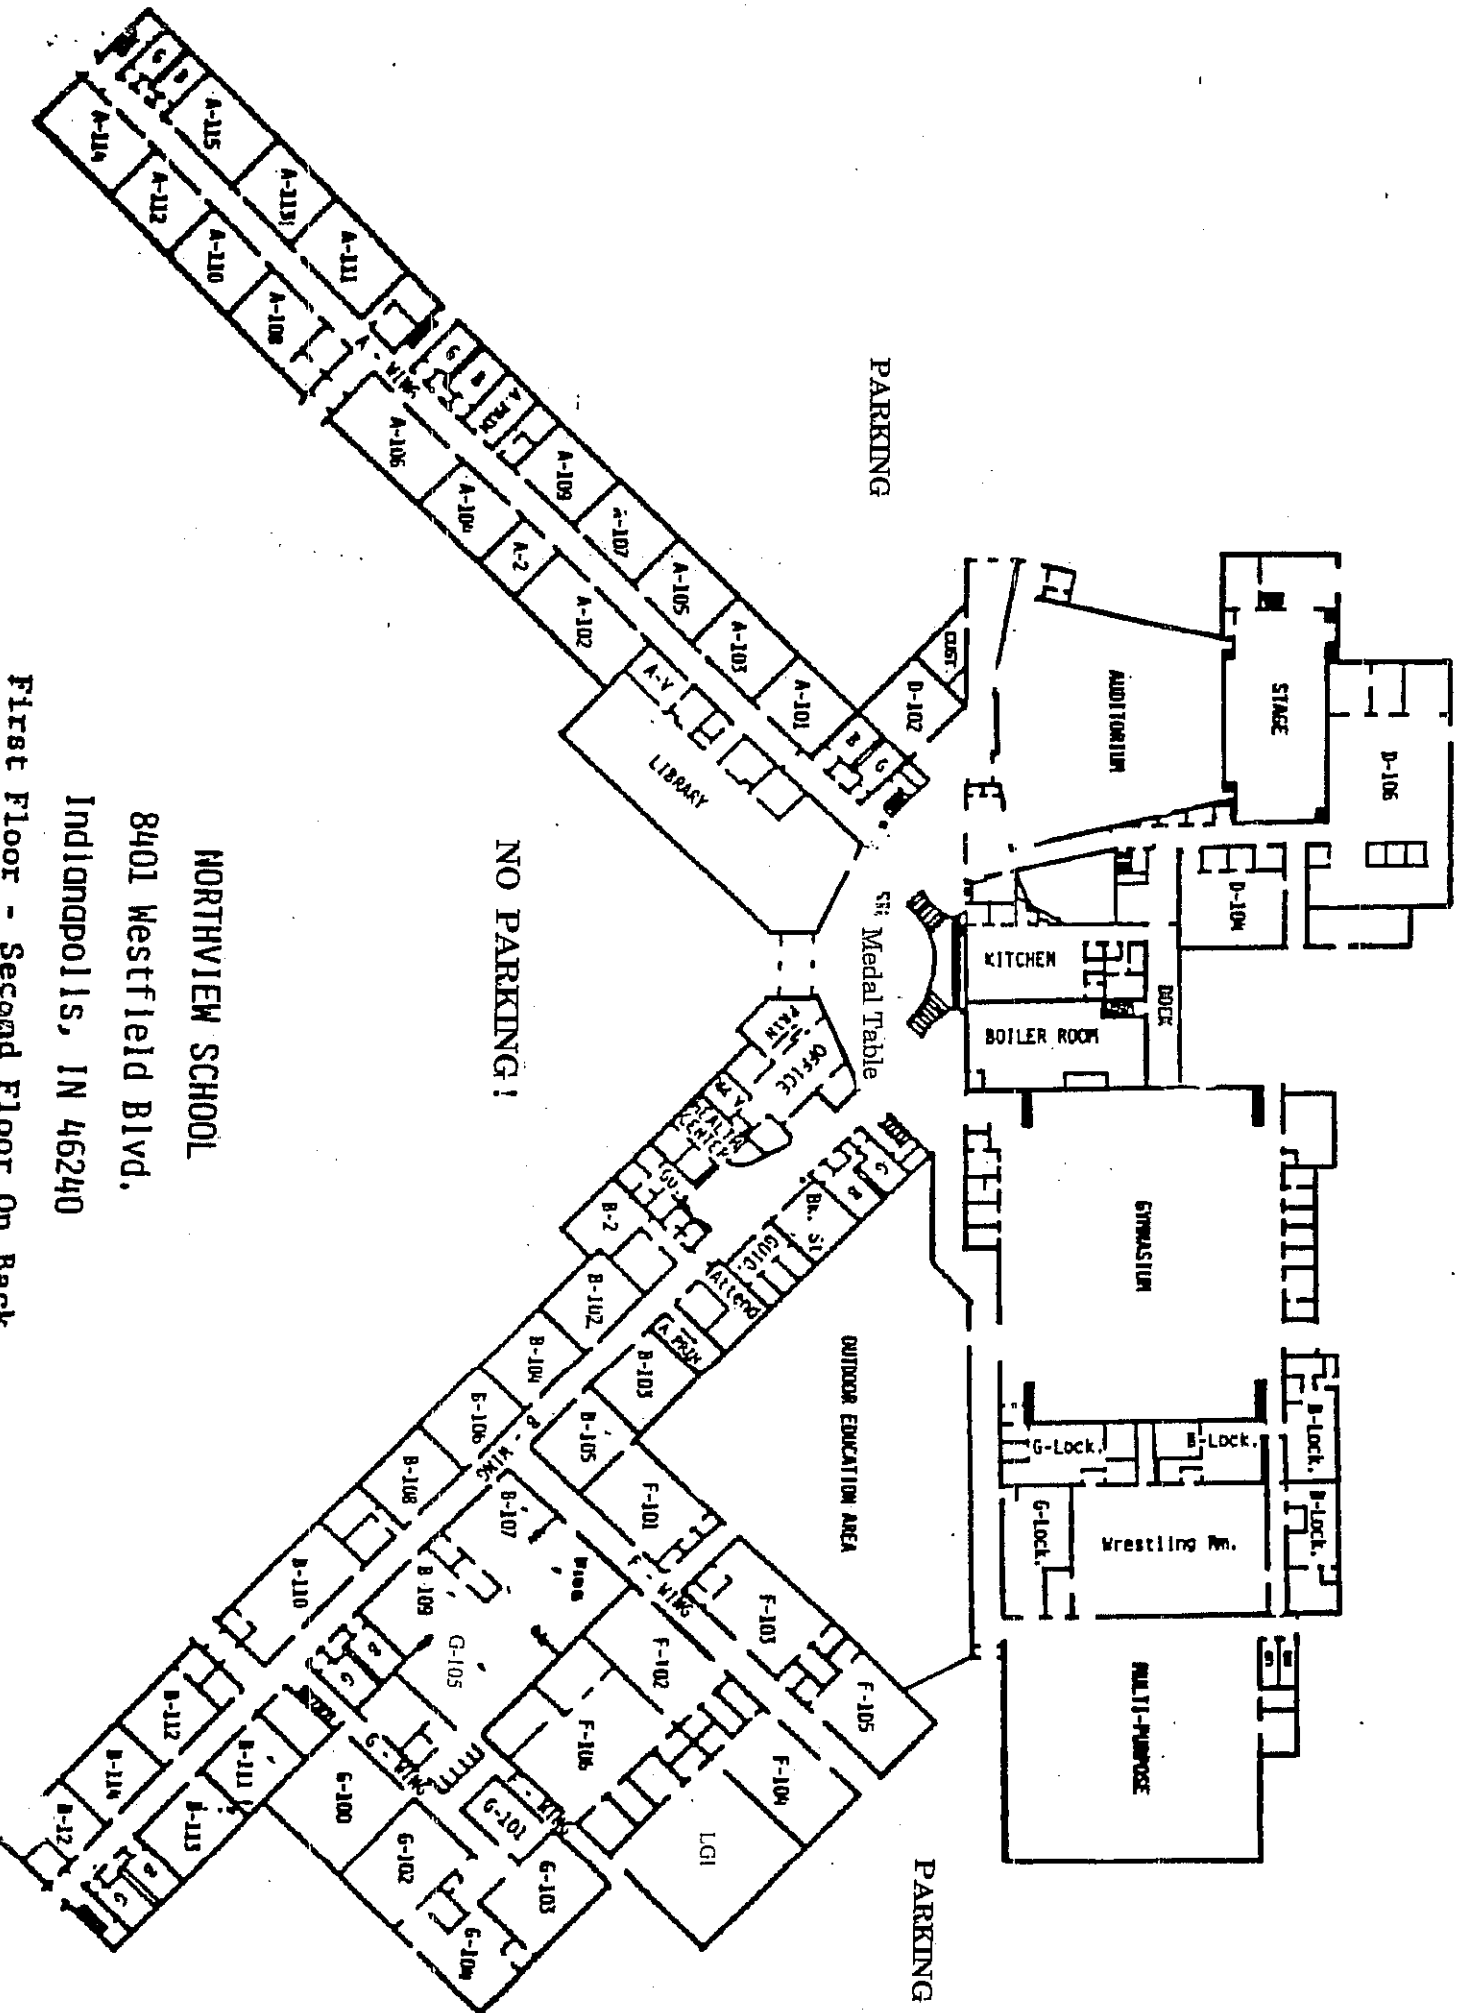 PARKING
STAGE
D-106
AUDITORIUM
D-104
CUST.
D-102
KITCHEN
DOCK
BOILER ROOM
GYMNASIUM
G-Lock.
B-Lock.
B-Lock.
G-Lock.
Wrestling Rm.
B-Lock.
MULTI-PURPOSE
B
G
PARKING
OUTDOOR EDUCATION AREA
Medal Table
G
B
A-115
A-113
A-111
A-114
A-112
A-110
A-108
A - WING
G
B
A.PRIN
A-109
A-107
A-105
A-103
A-101
B
G
A-106
A-104
A-2
A-102
A-V
LIBRARY
NO PARKING!
PRIN
OFFICE
CENTER
B-2
G
B
GUID.
Attend
A.PRIN
B-103
B-105
B-102
B-104
B-106
B-108
B - WING
B-107
B-109
G-105
B-110
B
G
B-112
B-114
B-12
B-111
B-113
B
G
F-101
F - WING
F-103
F-105
F-102
F-106
F-104
LGI
G - WING
F - WING
G-100
G-101
G-102
G-103
G-104
NORTHVIEW SCHOOL
8401 Westfield Blvd.
Indianapolis, IN 46240
First Floor - Second Floor On Back